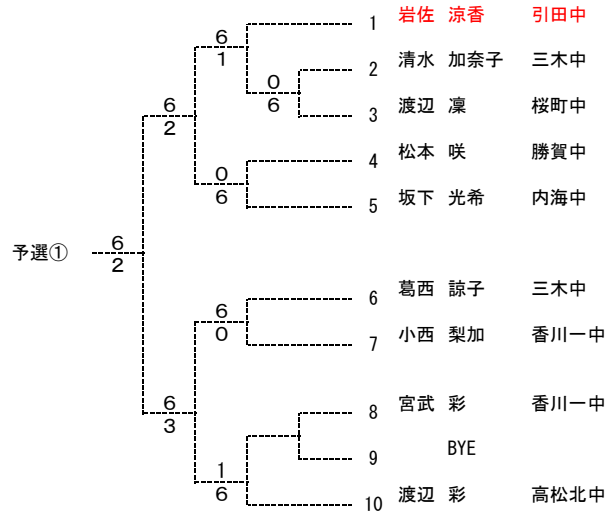 1 岩佐 涼香 引田中
6
1
2 清水 加奈子 三木中
0
6
3 渡辺 凜 桜町中
6
2
4 松本 咲 勝賀中
0
6
5 坂下 光希 内海中
予選① 6
2
6 葛西 諒子 三木中
6
0
7 小西 梨加 香川一中
6
3
8 宮武 彩 香川一中
9 BYE
1
6
10 渡辺 彩 高松北中